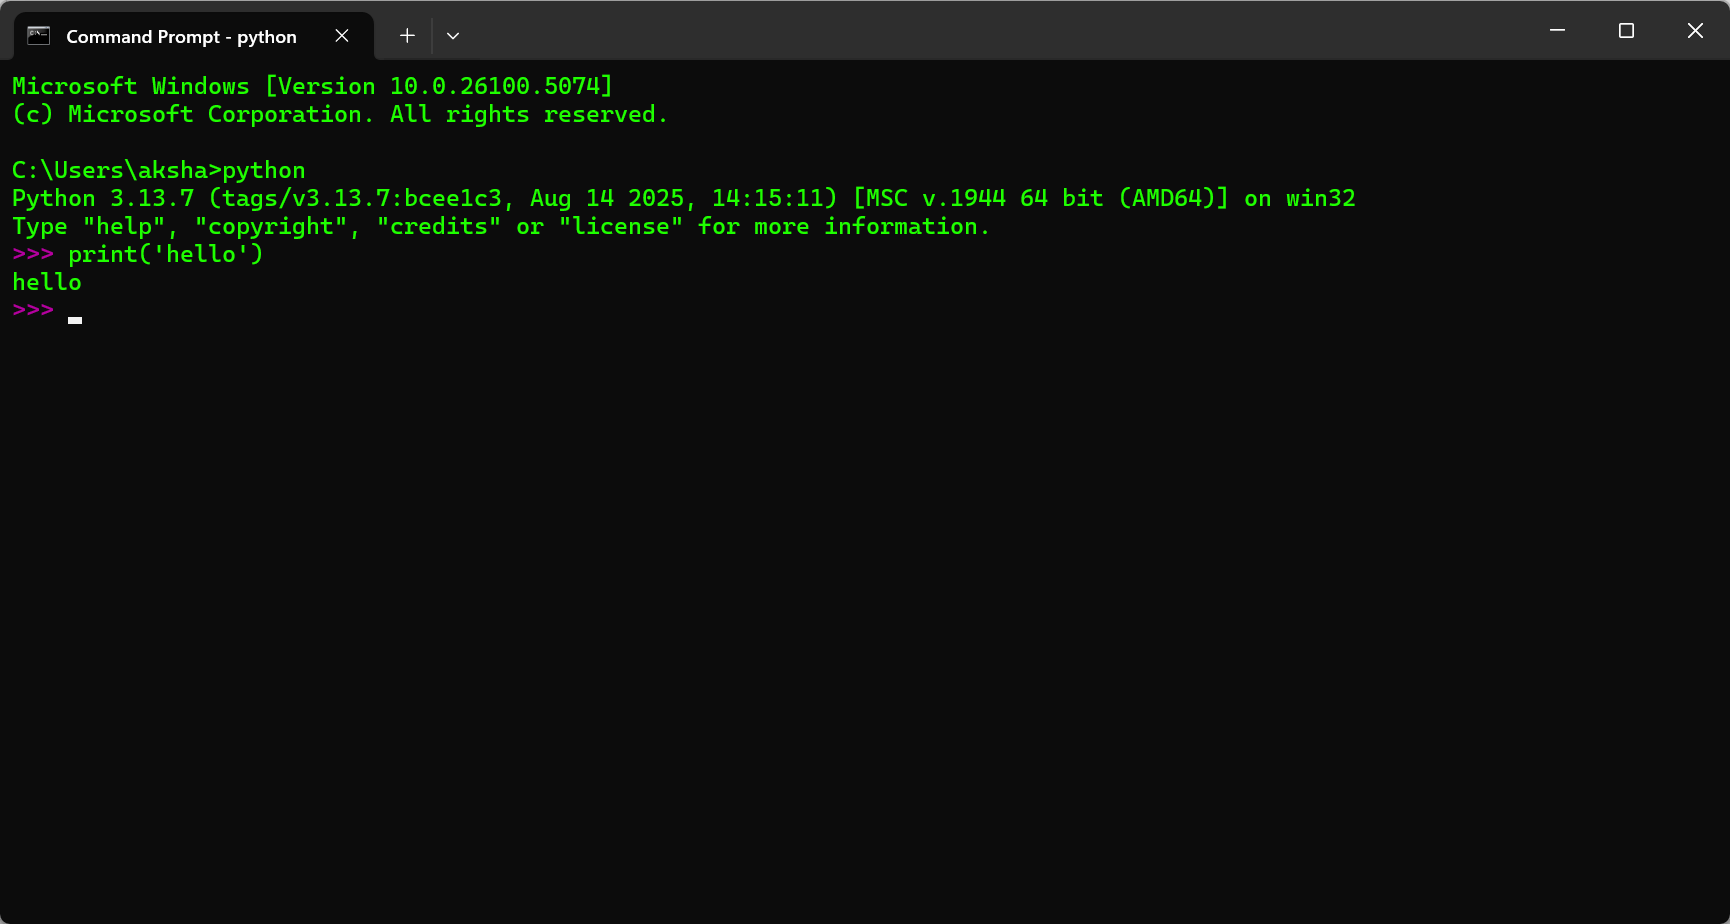 Command Prompt - python
Microsoft Windows [Version 10.0.26100.5074]
(c) Microsoft Corporation. All rights reserved.
C:\Users\aksha>python
Python 3.13.7 (tags/v3.13.7:bcee1c3, Aug 14 2025, 14:15:11) [MSC v.1944 64 bit (AMD64)] on win32
Type "help", "copyright", "credits" or "license" for more information.
>>> print('hello')
hello
>>>